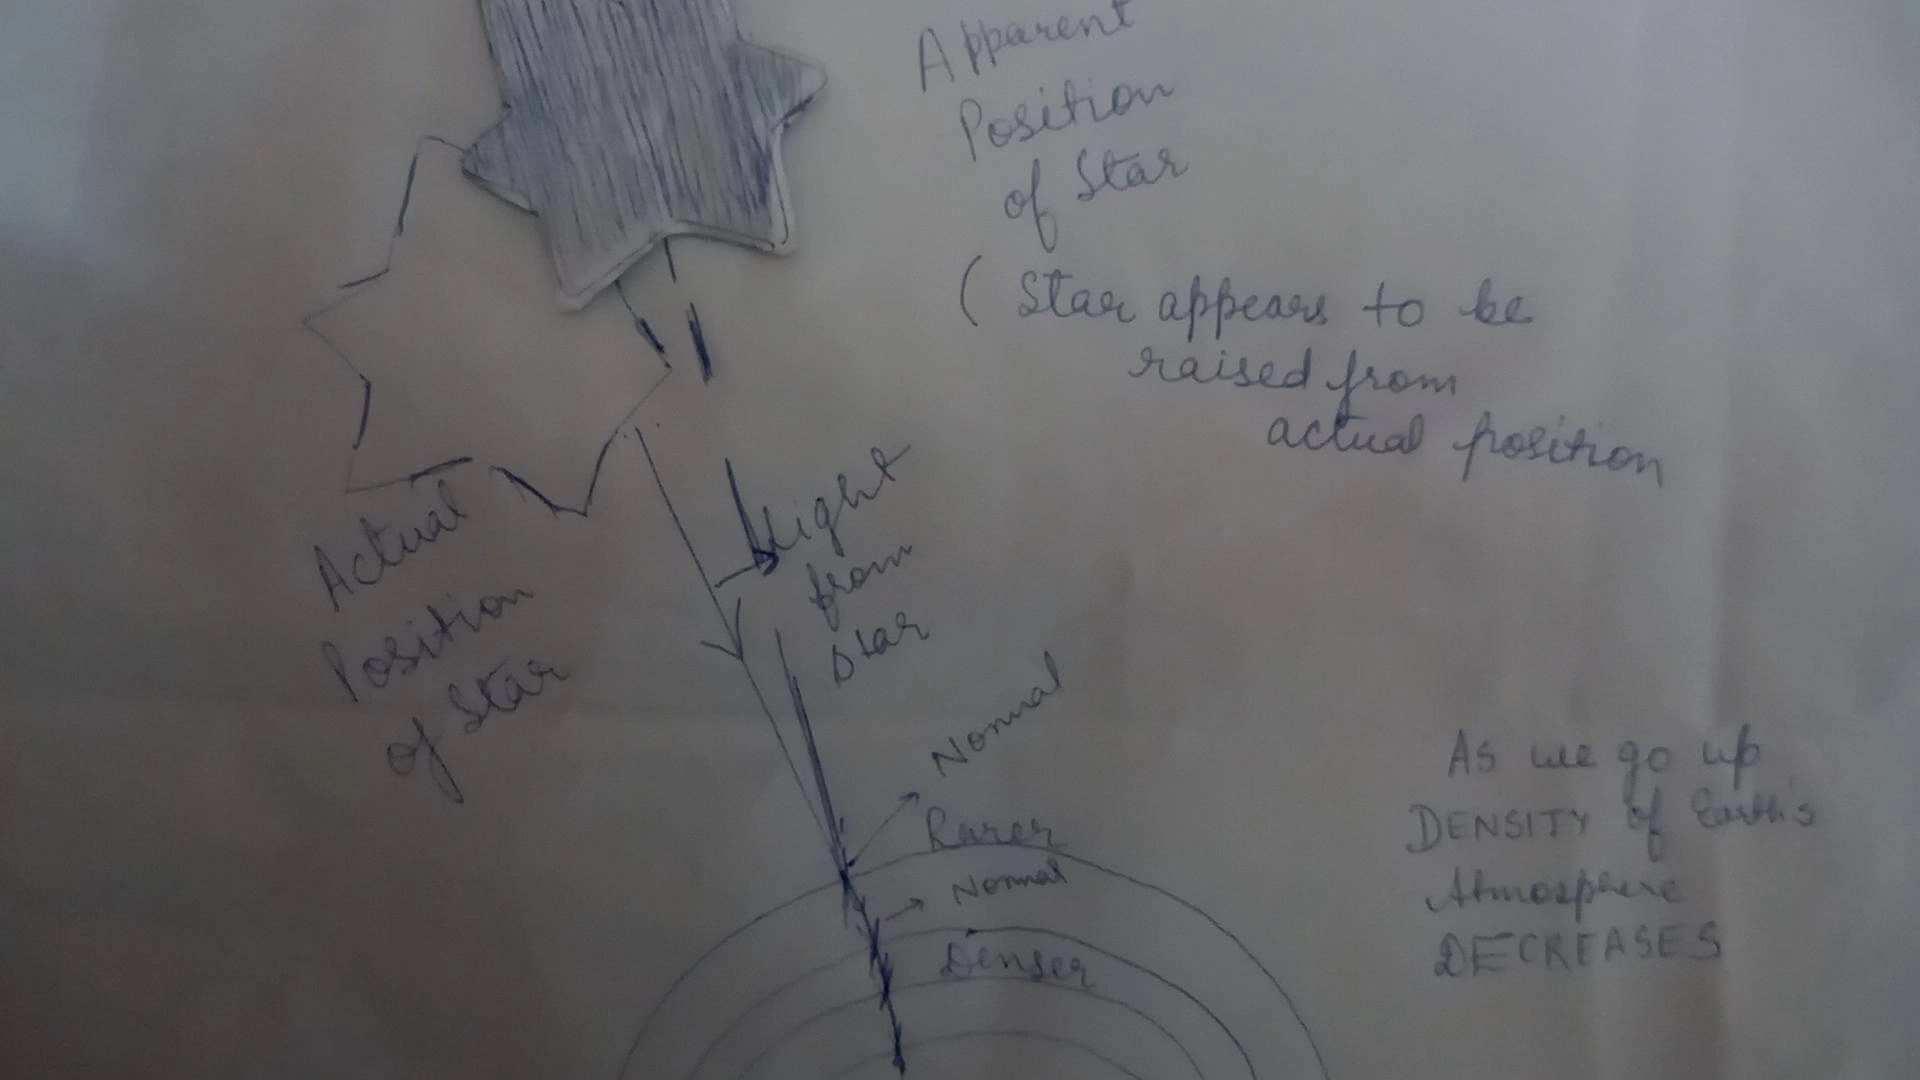 Apparent
Position
of Star
( Star appears to be
raised from
actual position
Actual
Position
of Star
Light
from
Star
Normal
Rarer
Normal
Denser
As we go up
DENSITY of Earth's
Atmosphere
DECREASES